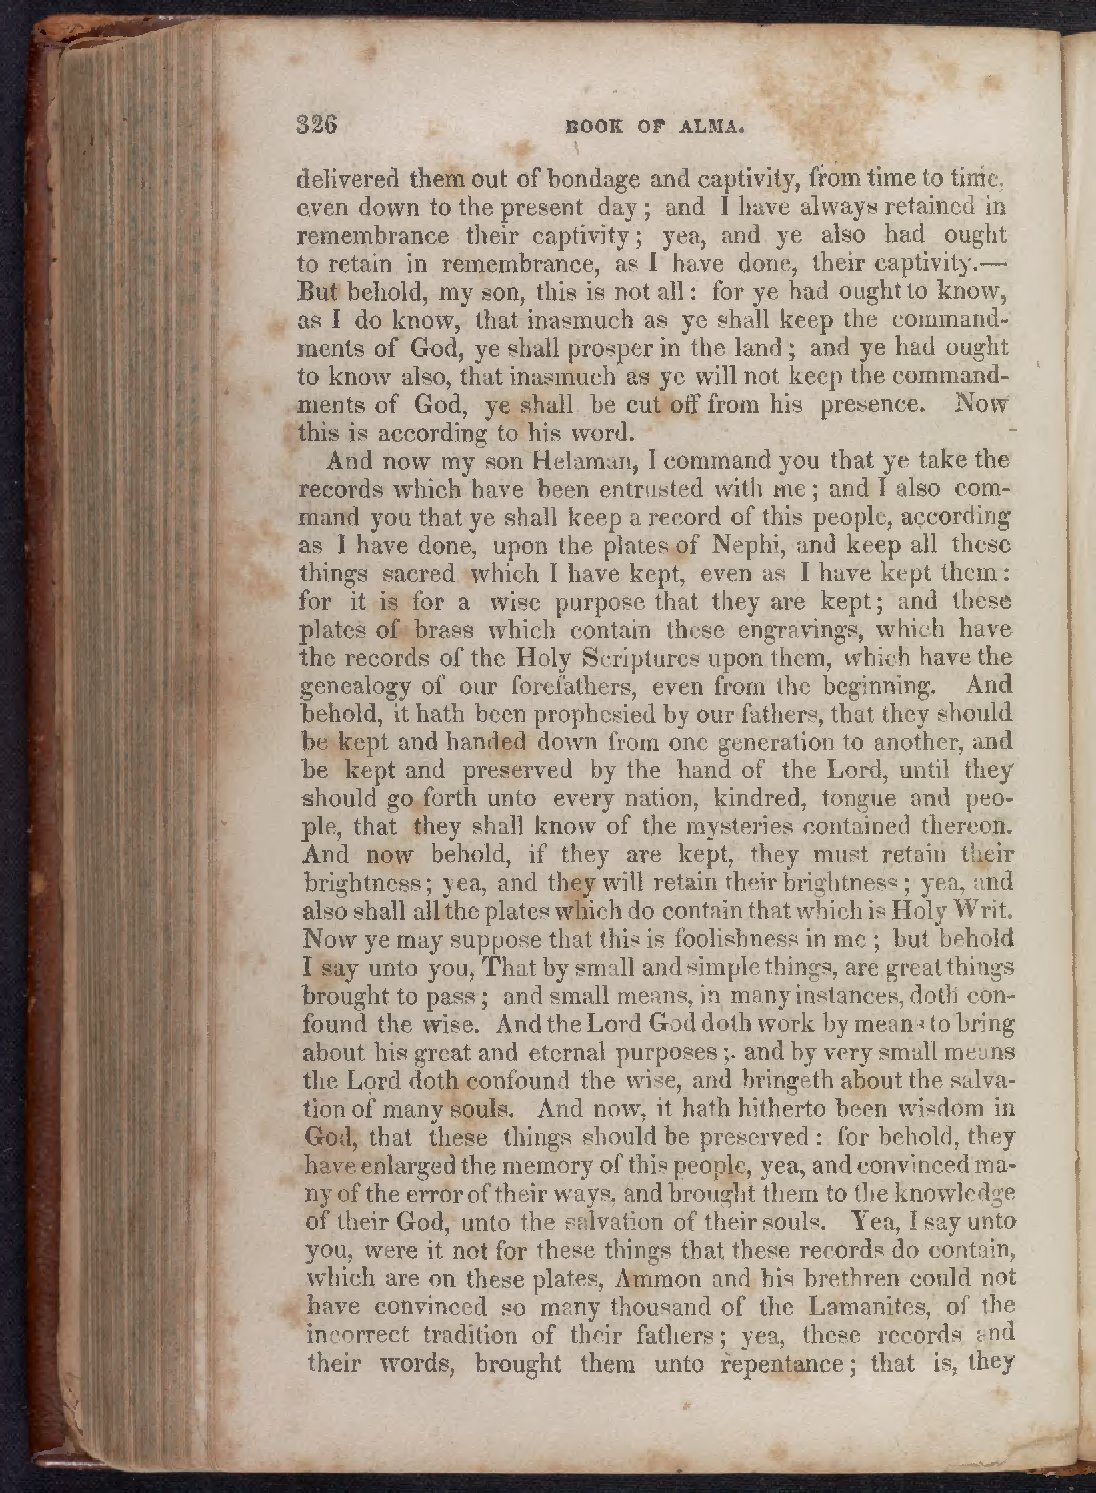 326 BOOK OF ALMA.
delivered them out of bondage and captivity, from time to time,
even down to the present day; and I have always retained in
remembrance their captivity; yea, and ye also had ought
to retain in remembrance, as I have done, their captivity.—
But behold, my son, this is not all: for ye had ought to know,
as I do know, that inasmuch as ye shall keep the command-
ments of God, ye shall prosper in the land; and ye had ought
to know also, that inasmuch as ye will not keep the command-
ments of God, ye shall be cut off from his presence. Now
this is according to his word.
And now my son Helaman, I command you that ye take the
records which have been entrusted with me; and I also com-
mand you that ye shall keep a record of this people, according
as I have done, upon the plates of Nephi, and keep all these
things sacred which I have kept, even as I have kept them:
for it is for a wise purpose that they are kept; and these
plates of brass which contain these engravings, which have
the records of the Holy Scriptures upon them, which have the
genealogy of our forefathers, even from the beginning. And
behold, it hath been prophesied by our fathers, that they should
be kept and handed down from one generation to another, and
be kept and preserved by the hand of the Lord, until they
should go forth unto every nation, kindred, tongue and peo-
ple, that they shall know of the mysteries contained thereon.
And now behold, if they are kept, they must retain their
brightness; yea, and they will retain their brightness; yea, and
also shall all the plates which do contain that which is Holy Writ.
Now ye may suppose that this is foolishness in me; but behold
I say unto you, That by small and simple things, are great things
brought to pass; and small means, in many instances, doth con-
found the wise. And the Lord God doth work by means to bring
about his great and eternal purposes;. and by very small means
the Lord doth confound the wise, and bringeth about the salva-
tion of many souls. And now, it hath hitherto been wisdom in
God, that these things should be preserved: for behold, they
have enlarged the memory of this people, yea, and convinced ma-
ny of the error of their ways, and brought them to the knowledge
of their God, unto the salvation of their souls. Yea, I say unto
you, were it not for these things that these records do contain,
which are on these plates, Ammon and his brethren could not
have convinced so many thousand of the Lamanites, of the
incorrect tradition of their fathers; yea, these records and
their words, brought them unto repentance; that is, they